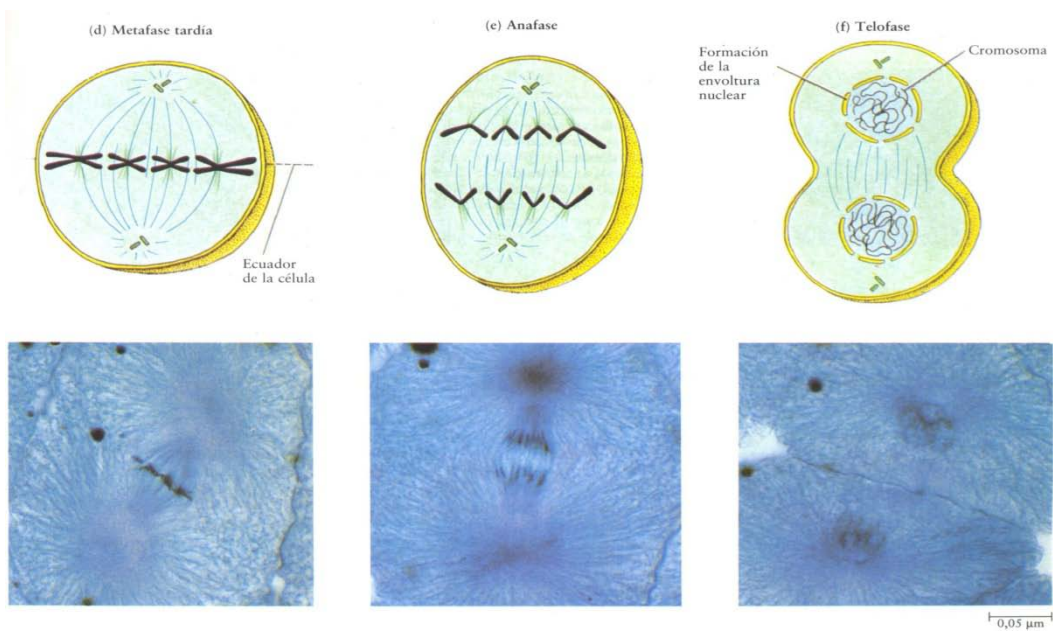 (d) Metafase tardía
(e) Anafase
(f) Telofase
Formación
de la
envoltura
nuclear
Cromosoma
Ecuador
de la célula
0,05 µm